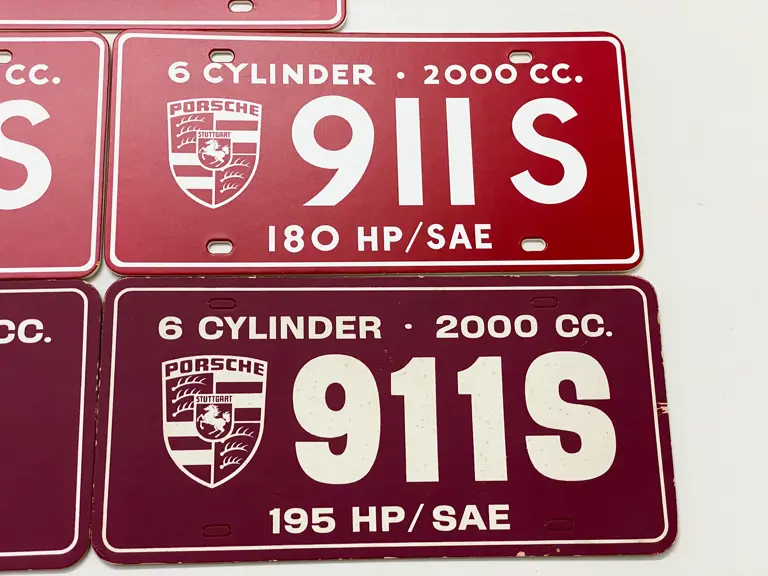 CC.
S
6 CYLINDER · 2000 CC.
PORSCHE
STUTTGART
911S
180 HP/SAE
CC.
6 CYLINDER · 2000 CC.
PORSCHE
STUTTGART
911S
195 HP/SAE